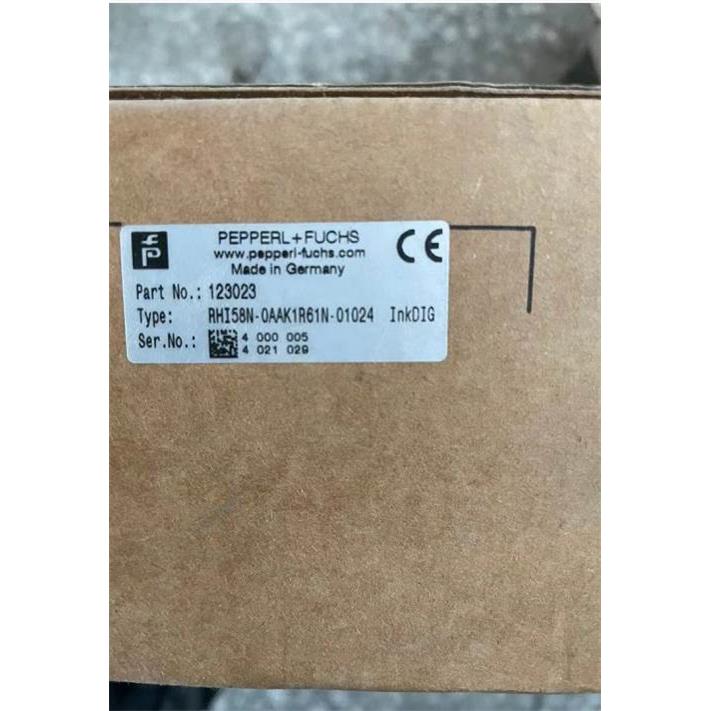 PEPPERL+FUCHS
www.pepperl-fuchs.com
Made in Germany
CE
Part No.: 123023
Type: RHI58N-0AAK1R61N-01024 InkDIG
Ser.No.: 4 000 005
4 021 029